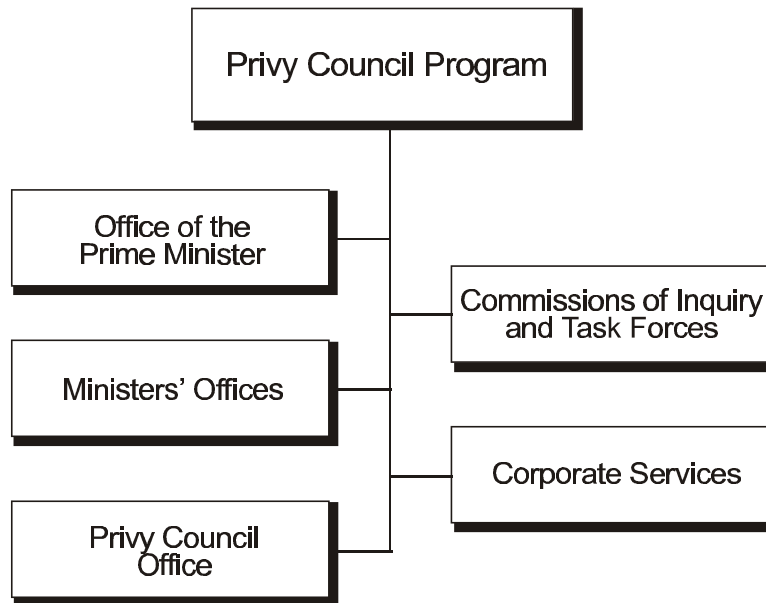 Privy Council Program
Office of the
Prime Minister
Commissions of Inquiry
and Task Forces
Ministers' Offices
Corporate Services
Privy Council
Office